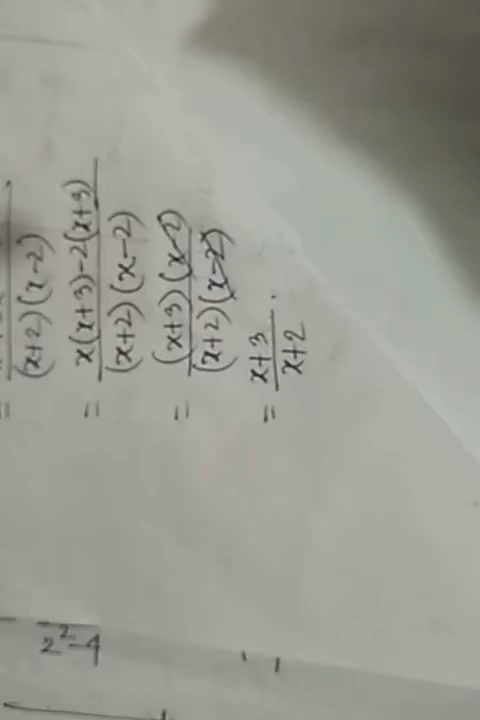 = (x+2)(x-2)
= x(x+3)-2(x+3) / (x+2)(x-2)
= (x+3)(x-2) / (x+2)(x-2)
= x+3 / x+2 .
2²-4